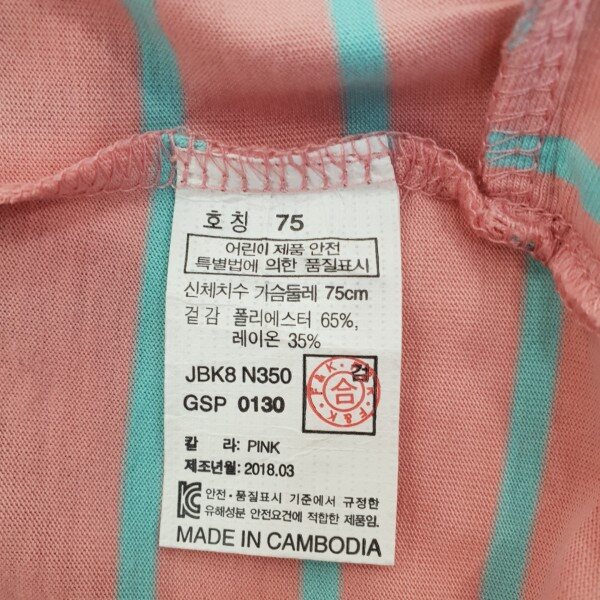 호칭 75
어린이 제품 안전
특별법에 의한 품질표시
신체치수 가슴둘레 75cm
겉감 폴리에스터 65%,
레이온 35%
JBK8 N350
GSP 0130
검
F&K · F&K
合
칼 라: PINK
제조년월: 2018.03
KC 안전·품질표시 기준에서 규정한
유해성분 안전요건에 적합한 제품임.
MADE IN CAMBODIA